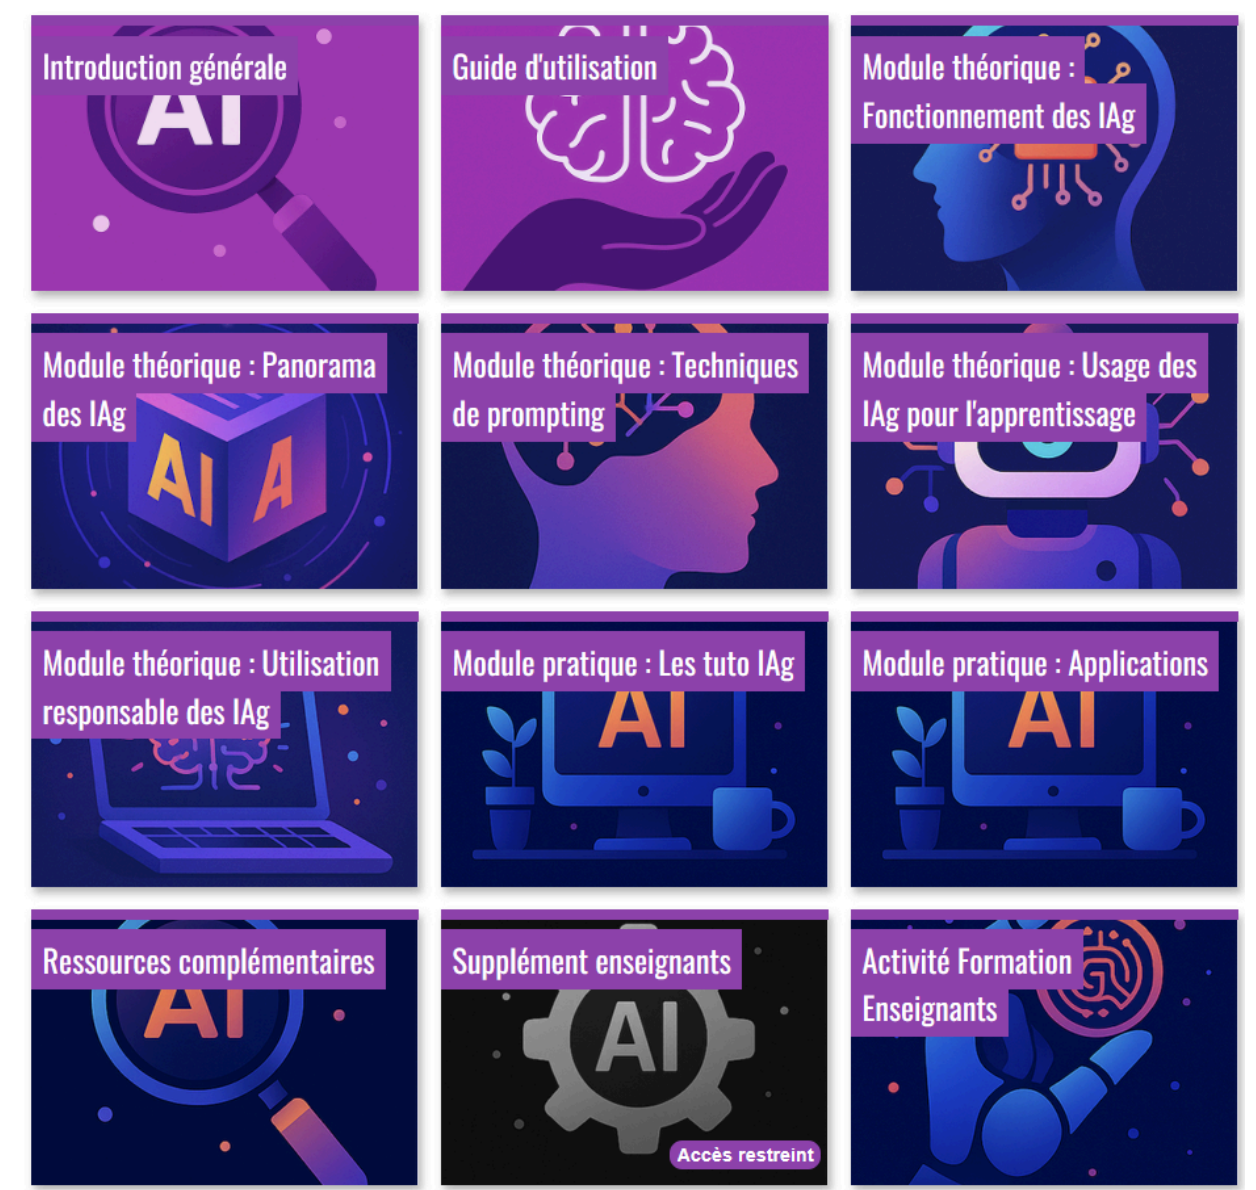 Introduction générale
AI
Guide d'utilisation
Module théorique :
Fonctionnement des IAg
Module théorique : Panorama
des IAg
AI A
Module théorique : Techniques
de prompting
Module théorique : Usage des
IAg pour l'apprentissage
Module théorique : Utilisation
responsable des IAg
Module pratique : Les tuto IAg
AI
Module pratique : Applications
AI
Ressources complémentaires
AI
Supplément enseignants
AI
Accès restreint
Activité Formation
Enseignants